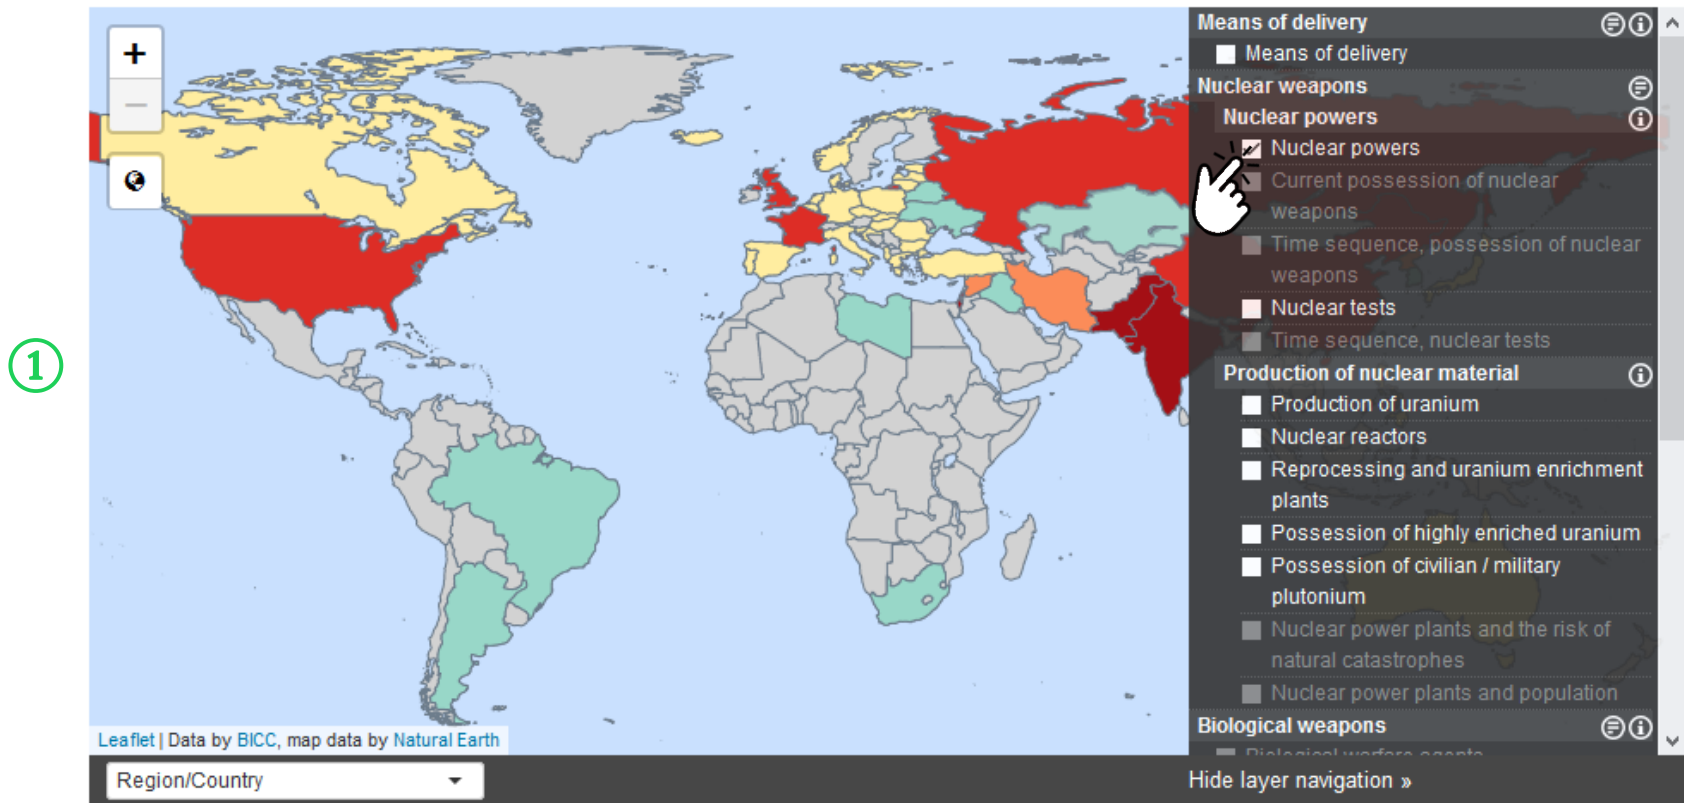 Means of delivery
Means of delivery
Nuclear weapons
Nuclear powers
Nuclear powers
Current possession of nuclear
weapons
Time sequence, possession of nuclear
weapons
Nuclear tests
Time sequence, nuclear tests
Production of nuclear material
Production of uranium
Nuclear reactors
Reprocessing and uranium enrichment
plants
Possession of highly enriched uranium
Possession of civilian / military
plutonium
Nuclear power plants and the risk of
natural catastrophes
Nuclear power plants and population
Biological weapons
Biological warfare agents
+
−
1
Leaflet | Data by BICC, map data by Natural Earth
Region/Country
Hide layer navigation »